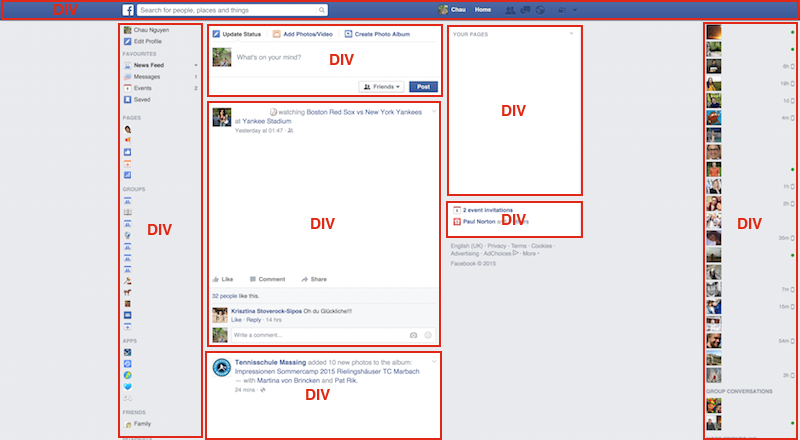 DIV
f
Search for people, places and things
Chau
Home
Chau Nguyen
Edit Profile
FAVOURITES
News Feed
Messages 1
Events 2
Saved
PAGES
GROUPS
DIV
APPS
FRIENDS
Family
Update Status
Add Photos/Video
Create Photo Album
What's on your mind?
DIV
Friends
Post
watching Boston Red Sox vs New York Yankees
at Yankee Stadium
Yesterday at 01:47 ·
DIV
Like
Comment
Share
32 people like this.
Krisztina Stoverock-Sipos Oh du Glückliche!!!
Like · Reply · 14 hrs
Write a comment...
Tennisschule Massing added 10 new photos to the album:
Impressionen Sommercamp 2015 Rielingshäuser TC Marbach
— with Martina von Brincken and Pat Rik.
24 mins ·
DIV
YOUR PAGES
DIV
2 event invitations
Paul Norton
DIV
English (UK) · Privacy · Terms · Cookies ·
Advertising · AdChoices · More
Facebook © 2015
6h
19h
1d
4m
1h
2h
DIV
35m
7m
15m
3h
GROUP CONVERSATIONS